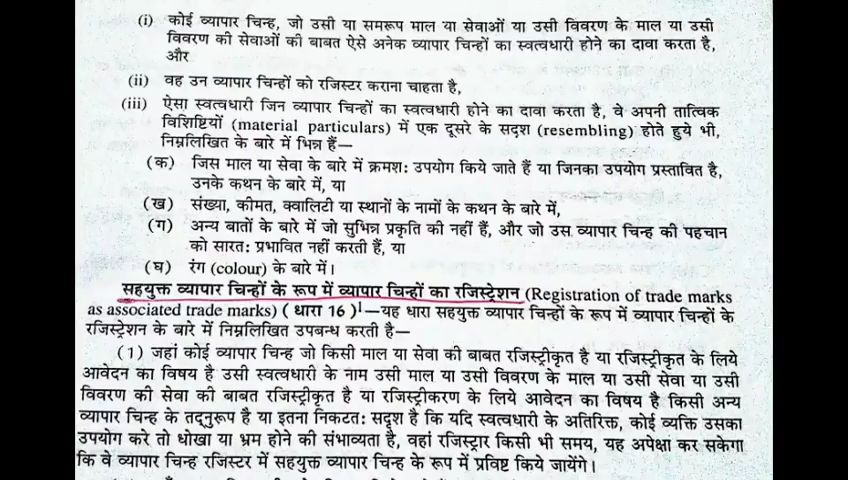 (i) कोई व्यापार चिन्ह, जो उसी या समरूप माल या सेवाओं या उसी विवरण के माल या उसी
विवरण की सेवाओं की बाबत ऐसे अनेक व्यापार चिन्हों का स्वत्वधारी होने का दावा करता है,
और
(ii) वह उन व्यापार चिन्हों को रजिस्टर कराना चाहता है,
(iii) ऐसा स्वत्वधारी जिन व्यापार चिन्हों का स्वत्वधारी होने का दावा करता है, वे अपनी तात्विक
विशिष्टियों (material particulars) में एक दूसरे के सदृश (resembling) होते हुये भी,
निम्नलिखित के बारे में भिन्न हैं—
(क) जिस माल या सेवा के बारे में क्रमशः उपयोग किये जाते हैं या जिनका उपयोग प्रस्तावित है,
उनके कथन के बारे में, या
(ख) संख्या, कीमत, क्वालिटी या स्थानों के नामों के कथन के बारे में,
(ग) अन्य बातों के बारे में जो सुभिन्न प्रकृति की नहीं हैं, और जो उस व्यापार चिन्ह की पहचान
को सारतः प्रभावित नहीं करती हैं, या
(घ) रंग (colour) के बारे में।
सहयुक्त व्यापार चिन्हों के रूप में व्यापार चिन्हों का रजिस्ट्रेशन (Registration of trade marks
as associated trade marks) ( धारा 16 )¹—यह धारा सहयुक्त व्यापार चिन्हों के रूप में व्यापार चिन्हों के
रजिस्ट्रेशन के बारे में निम्नलिखित उपबन्ध करती है—
(1) जहां कोई व्यापार चिन्ह जो किसी माल या सेवा की बाबत रजिस्ट्रीकृत है या रजिस्ट्रीकृत के लिये
आवेदन का विषय है उसी स्वत्वधारी के नाम उसी माल या उसी विवरण के माल या उसी सेवा या उसी
विवरण की सेवा की बाबत रजिस्ट्रीकृत है या रजिस्ट्रीकरण के लिये आवेदन का विषय है किसी अन्य
व्यापार चिन्ह के तद्नुरूप है या इतना निकटतः सदृश है कि यदि स्वत्वधारी के अतिरिक्त, कोई व्यक्ति उसका
उपयोग करे तो धोखा या भ्रम होने की संभाव्यता है, वहां रजिस्ट्रार किसी भी समय, यह अपेक्षा कर सकेगा
कि वे व्यापार चिन्ह रजिस्टर में सहयुक्त व्यापार चिन्ह के रूप में प्रविष्ट किये जायेंगे।